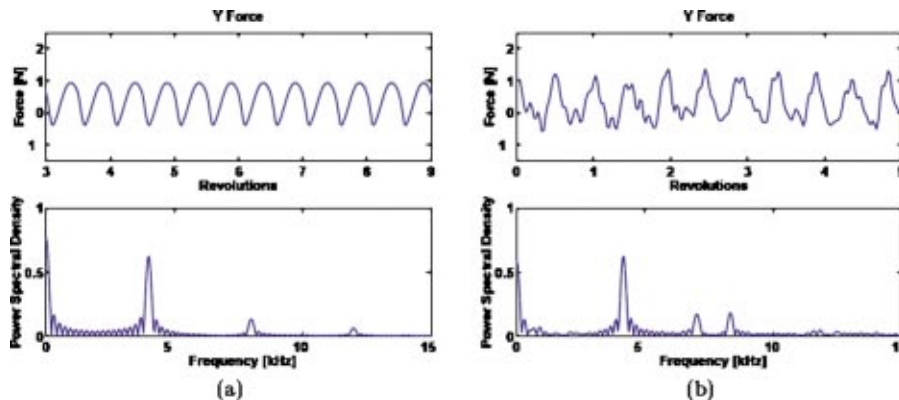 Y Force
Force [N]
2
1
0
1
3 4 5 6 7 8 9
Revolutions
Power Spectral Density
1
0.5
0
0 5 10 15
Frequency [kHz]
(a)
Y Force
Force [N]
2
1
0
1
0 1 2 3 4 5
Revolutions
Power Spectral Density
1
0.5
0
0 5 10 15
Frequency [kHz]
(b)